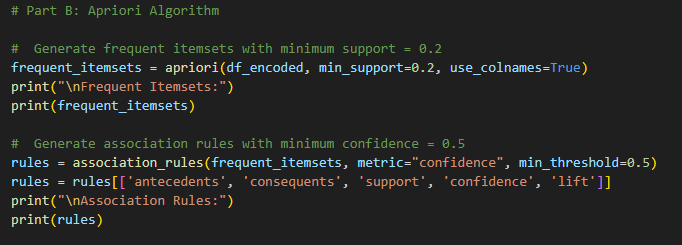 # Part B: Apriori Algorithm
#  Generate frequent itemsets with minimum support = 0.2
frequent_itemsets = apriori(df_encoded, min_support=0.2, use_colnames=True)
print("\nFrequent Itemsets:")
print(frequent_itemsets)
#  Generate association rules with minimum confidence = 0.5
rules = association_rules(frequent_itemsets, metric="confidence", min_threshold=0.5)
rules = rules[['antecedents', 'consequents', 'support', 'confidence', 'lift']]
print("\nAssociation Rules:")
print(rules)